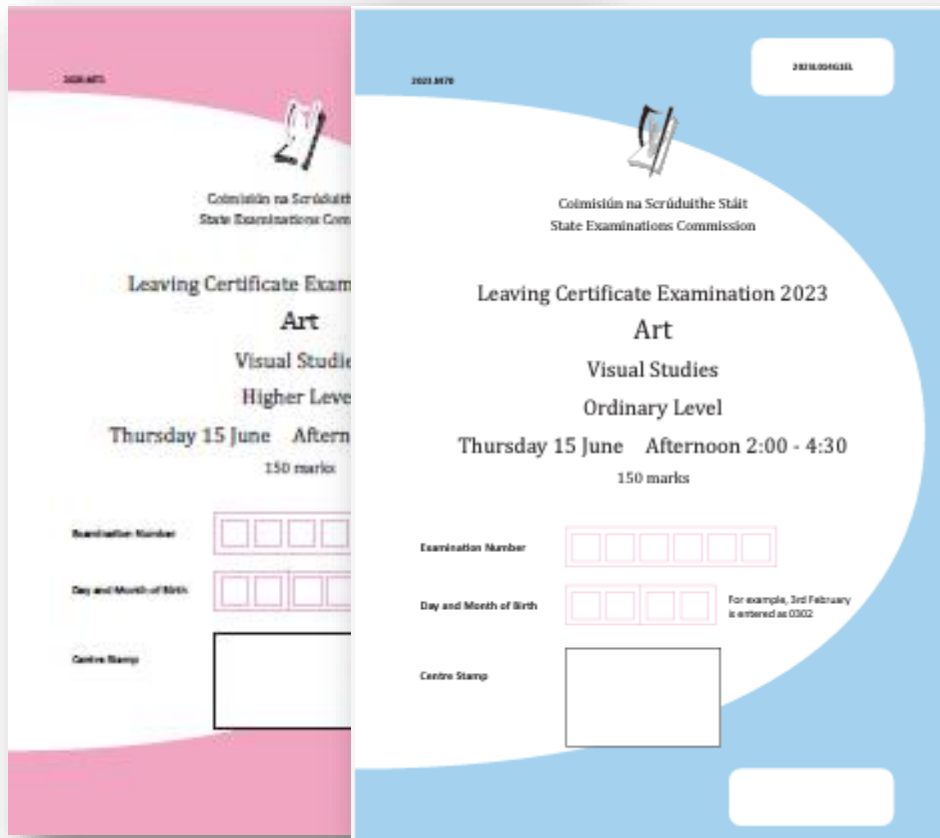 Coimisiún na Scrúduithe
State Examinations Com
Leaving Certificate Exam
Art
Visual Studie
Higher Leve
Thursday 15 June Aftern
150 marks
Examination Number
Day and Month of Birth
Centre Stamp
2023.M70
Coimisiún na Scrúduithe Stáit
State Examinations Commission
Leaving Certificate Examination 2023
Art
Visual Studies
Ordinary Level
Thursday 15 June Afternoon 2:00 - 4:30
150 marks
Examination Number
Day and Month of Birth
For example, 3rd February
is entered as 0302
Centre Stamp